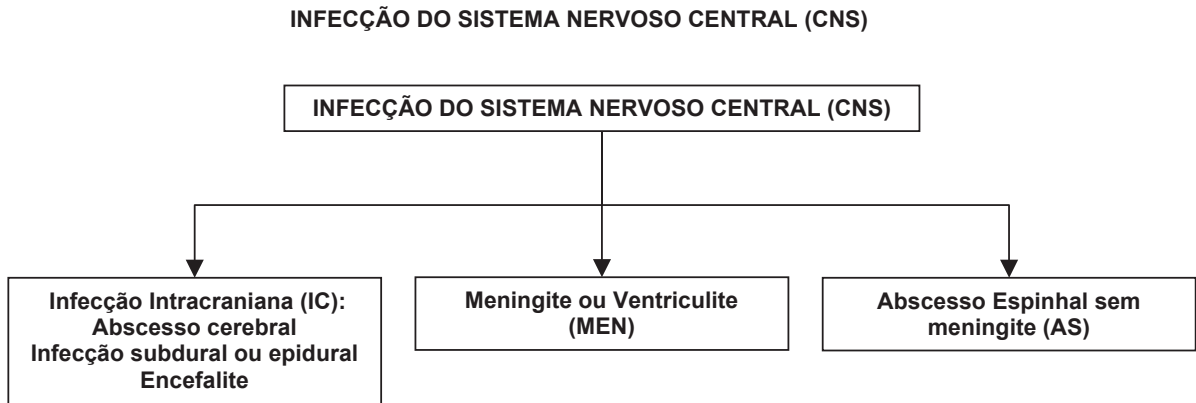 INFECÇÃO DO SISTEMA NERVOSO CENTRAL (CNS)
INFECÇÃO DO SISTEMA NERVOSO CENTRAL (CNS)
Infecção Intracraniana (IC):
Abscesso cerebral
Infecção subdural ou epidural
Encefalite
Meningite ou Ventriculite
(MEN)
Abscesso Espinhal sem
meningite (AS)